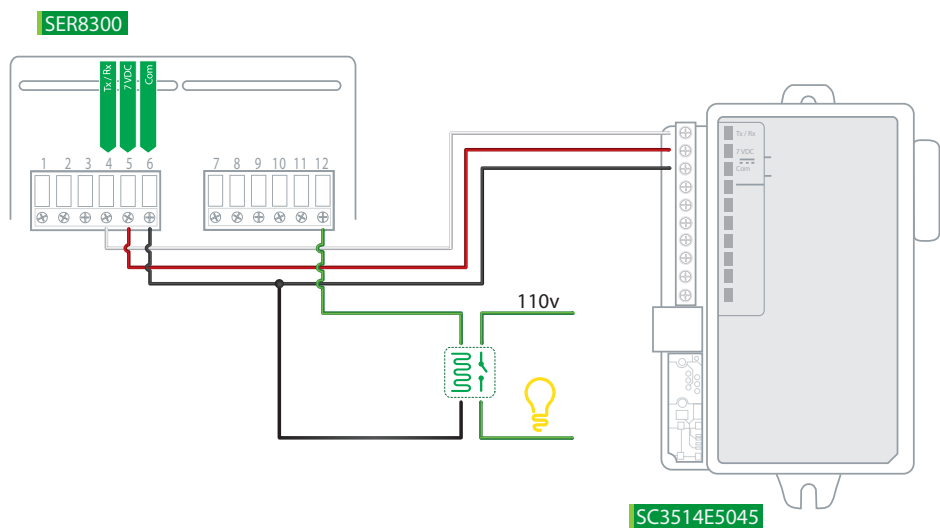 SER8300
Tx / Rx
7 VDC
Com
1 2 3 4 5 6
7 8 9 10 11 12
Tx / Rx
7 VDC
Com
110v
SC3514E5045